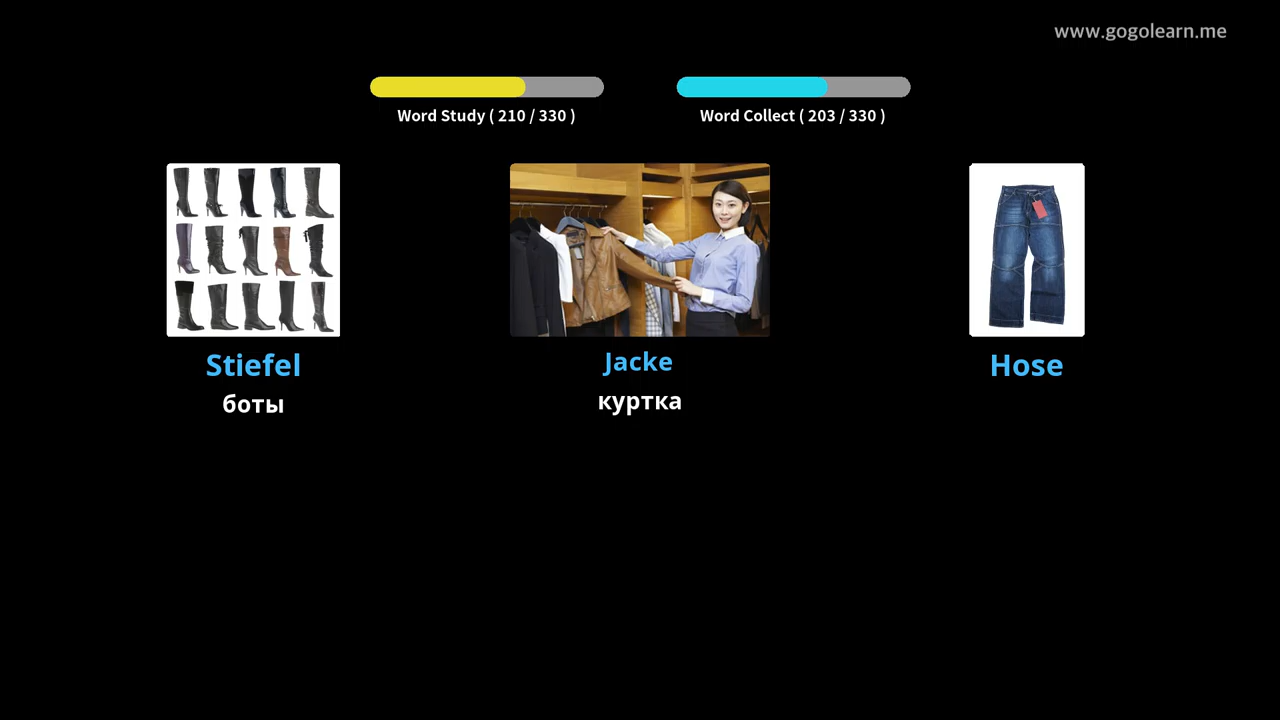 www.gogolearn.me
Word Study ( 210 / 330 )
Word Collect ( 203 / 330 )
Stiefel
боты
Jacke
куртка
Hose